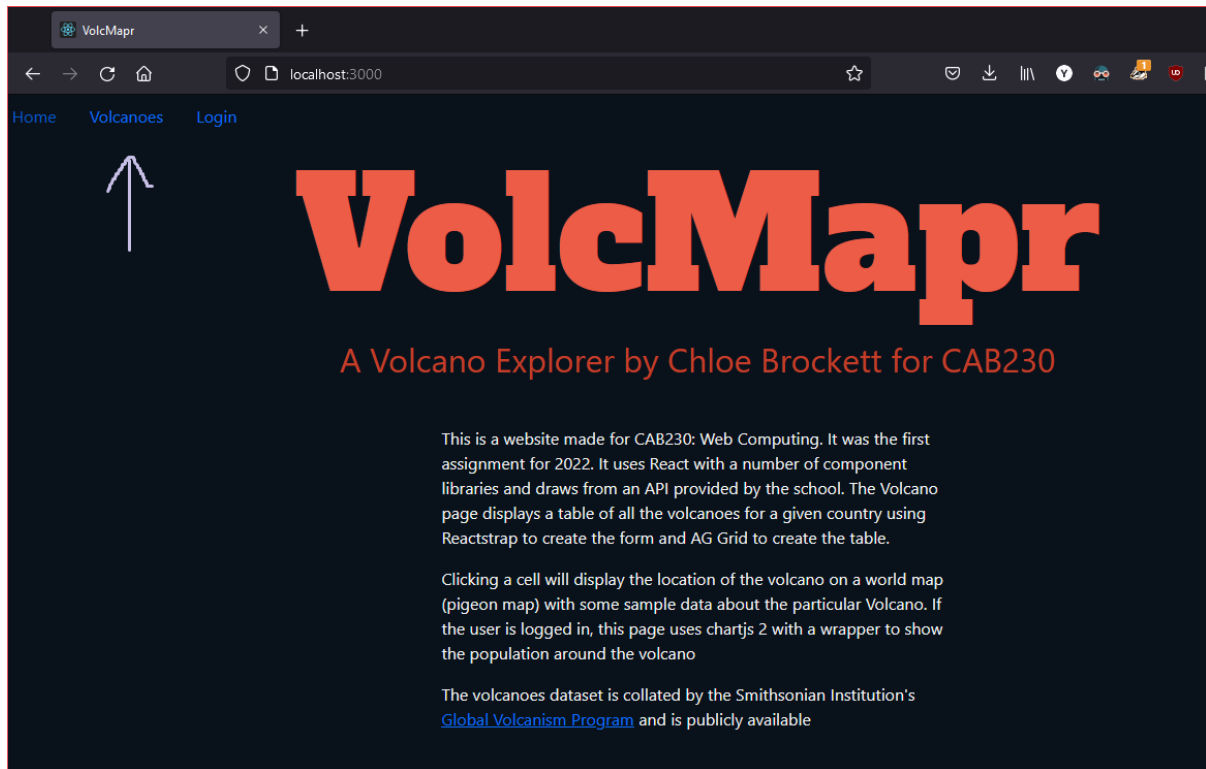 VolcMapr
localhost:3000
Home Volcanoes Login
VolcMapr
A Volcano Explorer by Chloe Brockett for CAB230
This is a website made for CAB230: Web Computing. It was the first
assignment for 2022. It uses React with a number of component
libraries and draws from an API provided by the school. The Volcano
page displays a table of all the volcanoes for a given country using
Reactstrap to create the form and AG Grid to create the table.
Clicking a cell will display the location of the volcano on a world map
(pigeon map) with some sample data about the particular Volcano. If
the user is logged in, this page uses chartjs 2 with a wrapper to show
the population around the volcano
The volcanoes dataset is collated by the Smithsonian Institution's
Global Volcanism Program and is publicly available